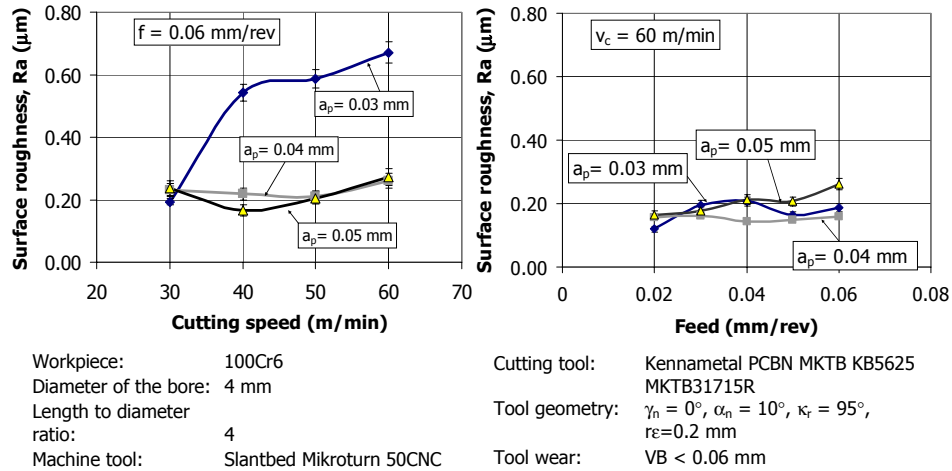 Surface roughness, Ra (µm)
0.80
0.60
0.40
0.20
0.00
f = 0.06 mm/rev
ap= 0.03 mm
ap= 0.04 mm
ap= 0.05 mm
20
30
40
50
60
70
Cutting speed (m/min)
Surface roughness, Ra (µm)
0.80
0.60
0.40
0.20
0.00
vc = 60 m/min
ap= 0.05 mm
ap= 0.03 mm
ap= 0.04 mm
0
0.02
0.04
0.06
0.08
Feed (mm/rev)
Workpiece: 100Cr6
Diameter of the bore: 4 mm
Length to diameter
ratio: 4
Machine tool: Slantbed Mikroturn 50CNC
Cutting tool: Kennametal PCBN MKTB KB5625
MKTB31715R
Tool geometry: γn = 0°, αn = 10°, κr = 95°,
rε=0.2 mm
Tool wear: VB < 0.06 mm